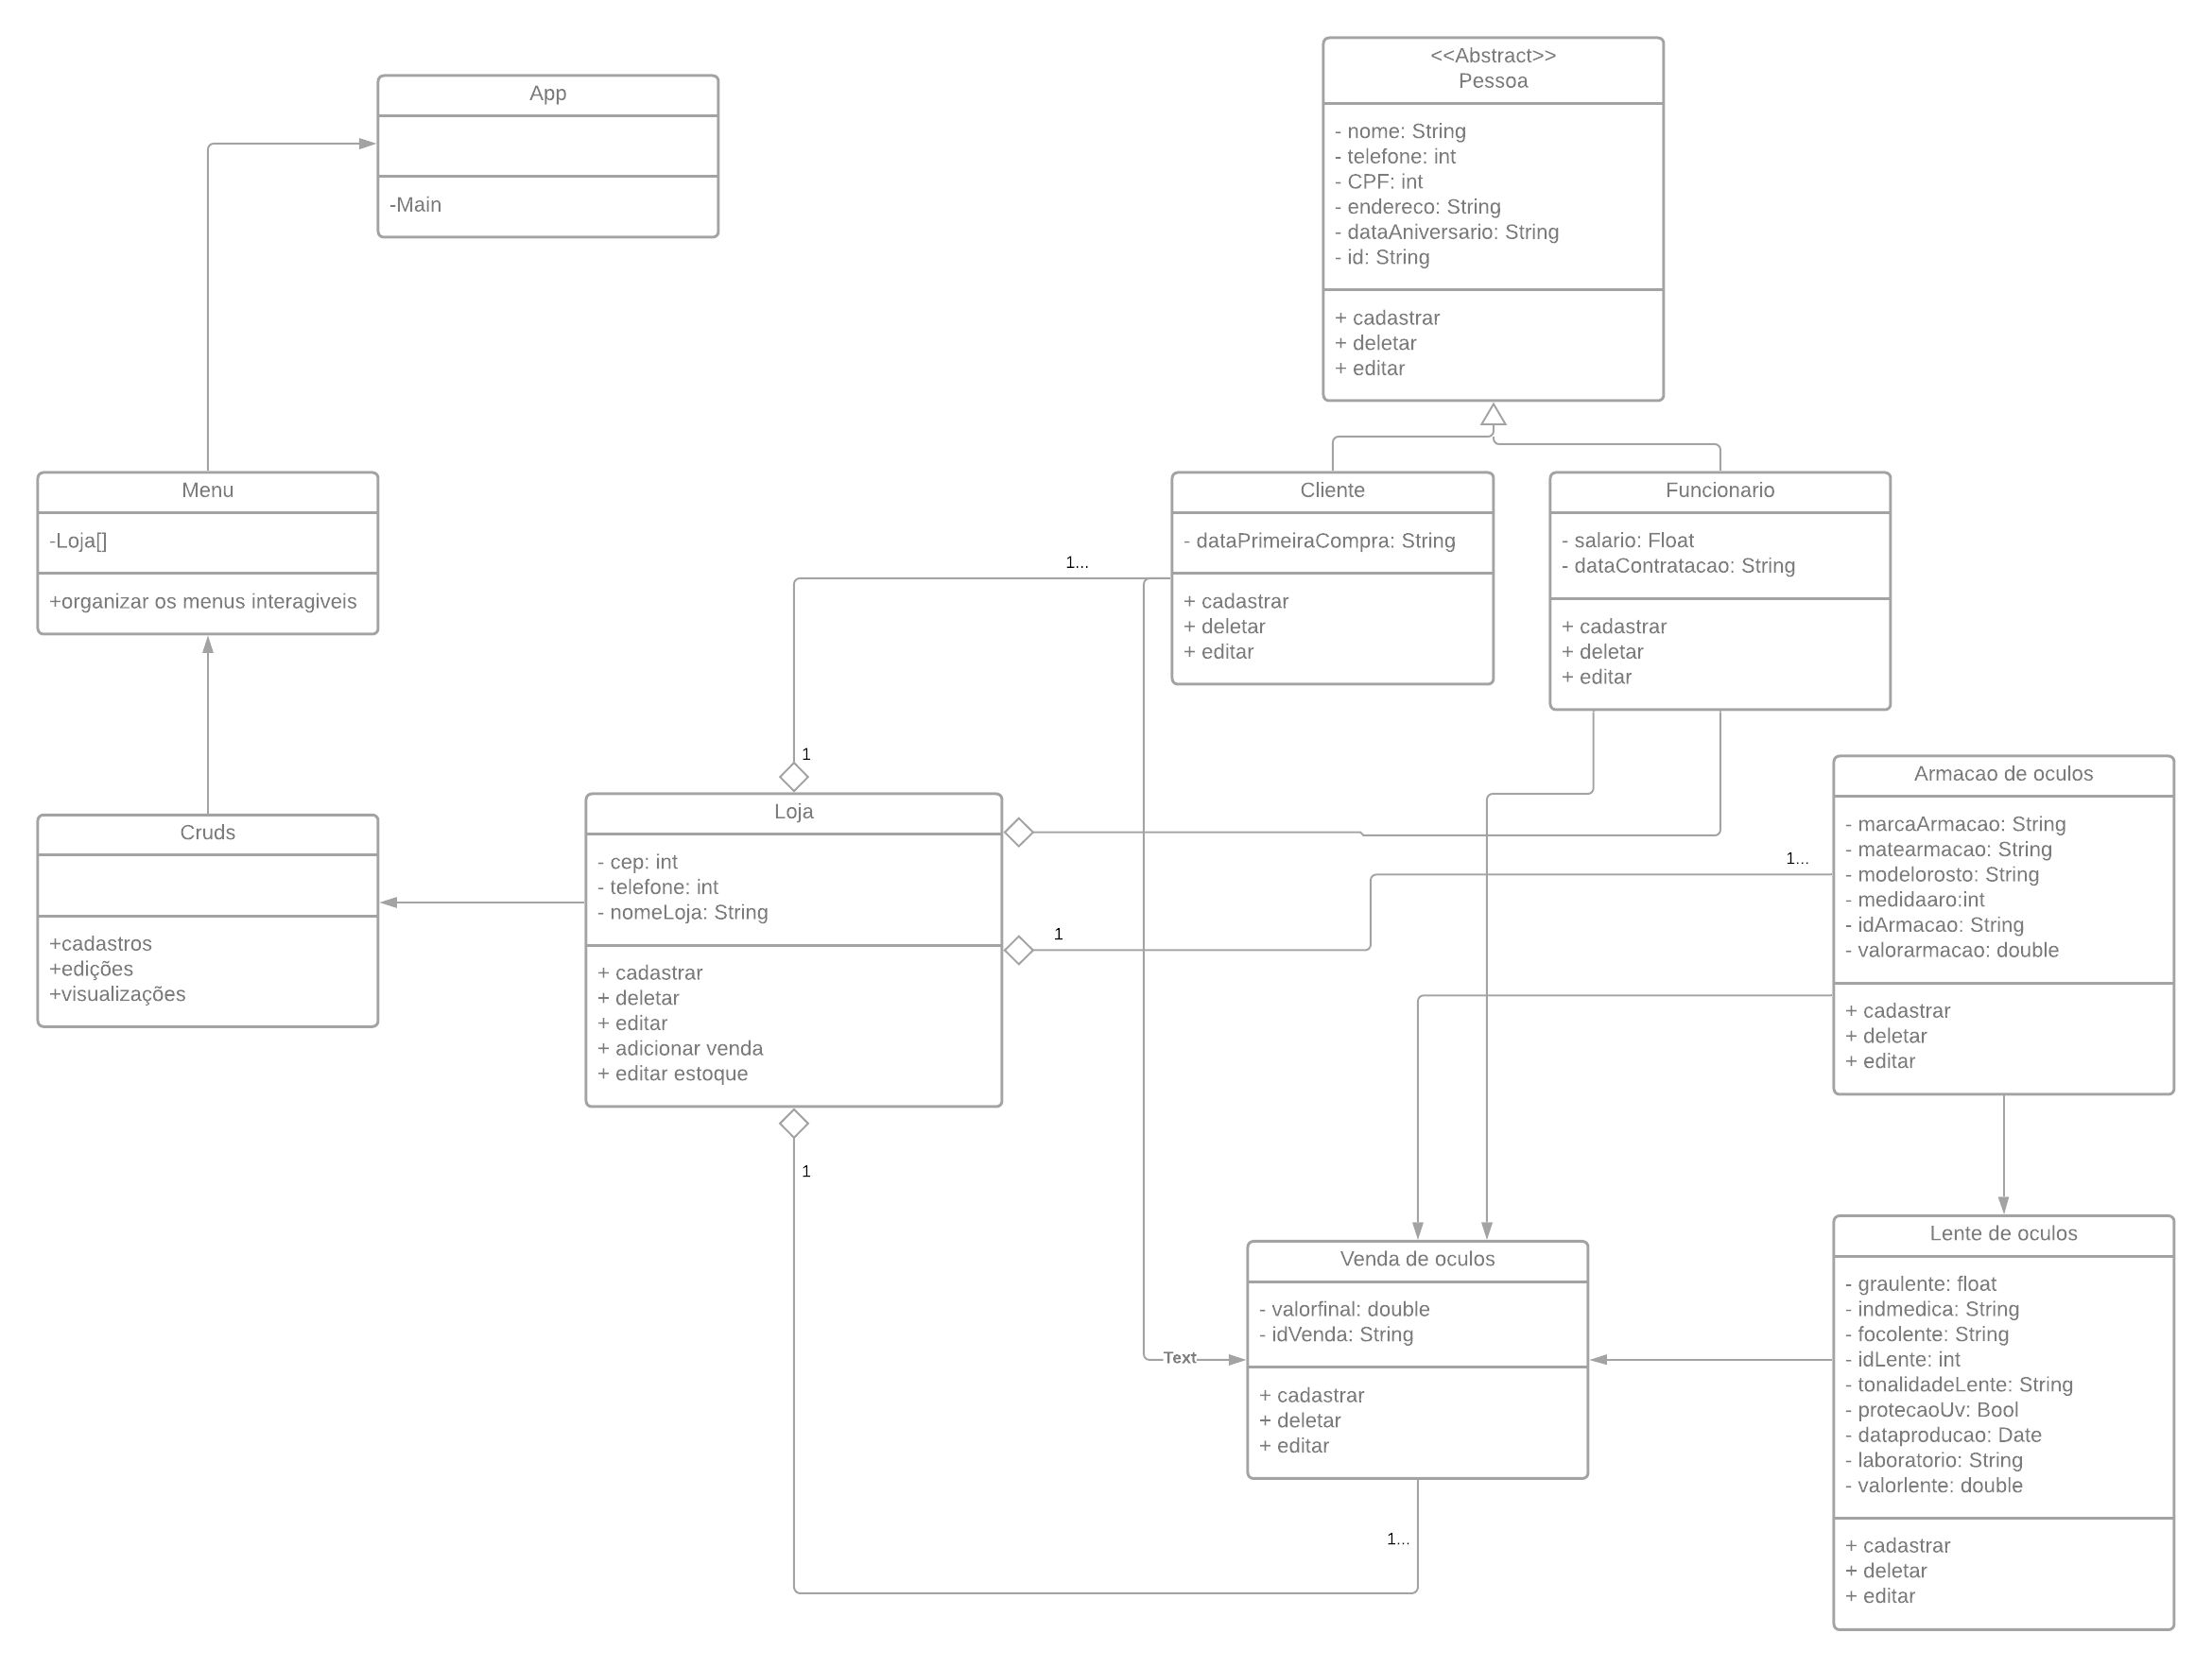 <<Abstract>>
Pessoa
- nome: String
- telefone: int
- CPF: int
- endereco: String
- dataAniversario: String
- id: String
+ cadastrar
+ deletar
+ editar
App
-Main
Menu
-Loja[]
+organizar os menus interagiveis
Cliente
- dataPrimeiraCompra: String
+ cadastrar
+ deletar
+ editar
Funcionario
- salario: Float
- dataContratacao: String
+ cadastrar
+ deletar
+ editar
1...
1
Cruds
+cadastros
+edições
+visualizações
Loja
- cep: int
- telefone: int
- nomeLoja: String
+ cadastrar
+ deletar
+ editar
+ adicionar venda
+ editar estoque
1...
1
Armacao de oculos
- marcaArmacao: String
- matearmacao: String
- modelorosto: String
- medidaaro:int
- idArmacao: String
- valorarmacao: double
+ cadastrar
+ deletar
+ editar
1
Text
Venda de oculos
- valorfinal: double
- idVenda: String
+ cadastrar
+ deletar
+ editar
1...
Lente de oculos
- graulente: float
- indmedica: String
- focolente: String
- idLente: int
- tonalidadeLente: String
- protecaoUv: Bool
- dataproducao: Date
- laboratorio: String
- valorlente: double
+ cadastrar
+ deletar
+ editar